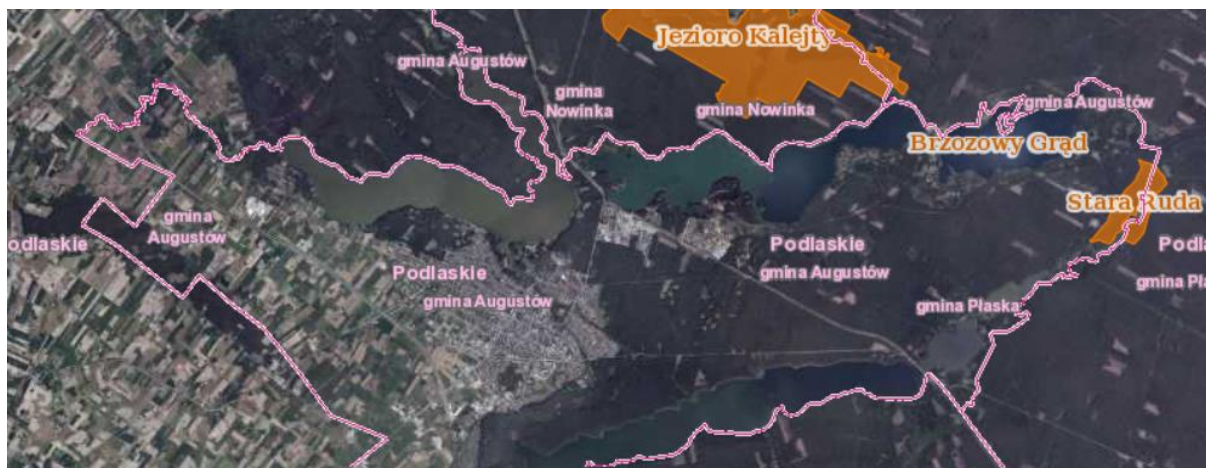 Jezioro Kalejty
gmina Augustów
gmina
Nowinka
gmina Nowinka
gmina Augustów
Brzozowy Grąd
Stara Ruda
gmina
Augustów
Podlaskie
odlaskie
Podla
Podlaskie
gmina Augustów
gmina Płas
gmina Augustów
gmina Płaska